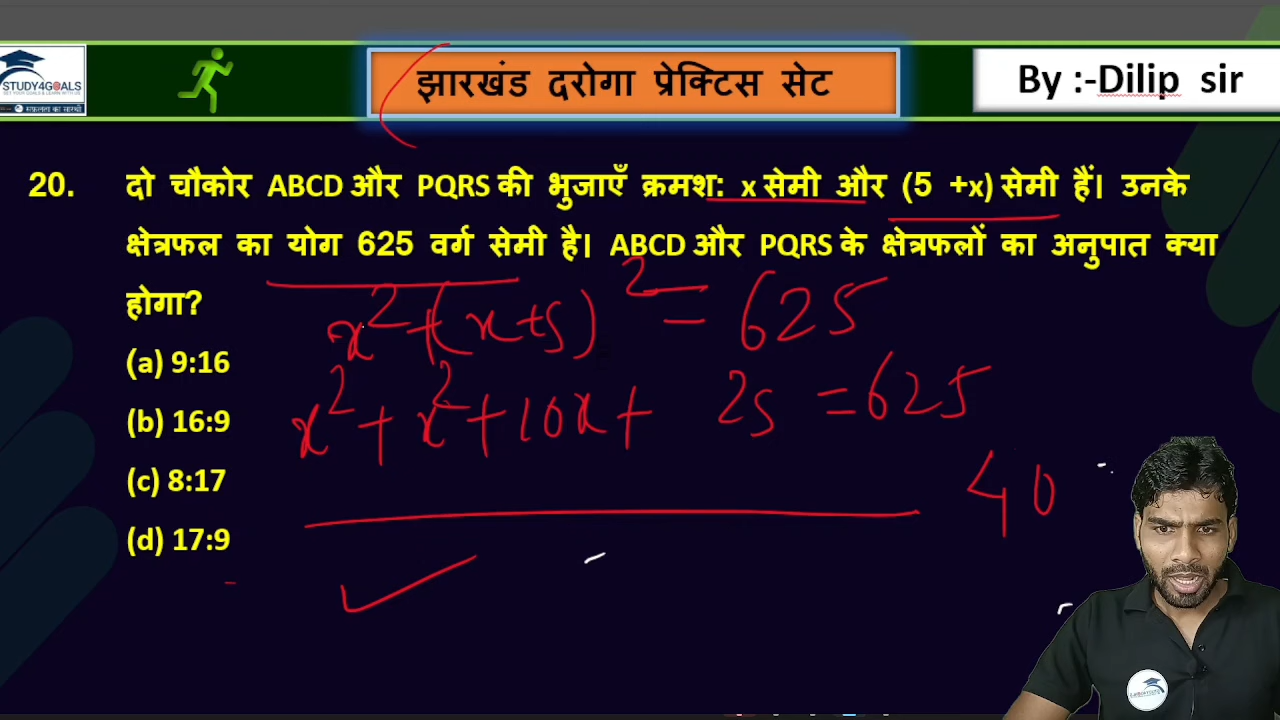 STUDY4GOALS
सफलता का सारथी
झारखंड दरोगा प्रेक्टिस सेट
By :-Dilip sir
20. दो चौकोर ABCD और PQRS की भुजाएँ क्रमश: x सेमी और (5 +x) सेमी हैं। उनके
क्षेत्रफल का योग 625 वर्ग सेमी है। ABCD और PQRS के क्षेत्रफलों का अनुपात क्या
होगा?
x²+(x+5)² = 625
(a) 9:16
x²+x²+10x+ 25 =625
(b) 16:9
(c) 8:17
40
(d) 17:9